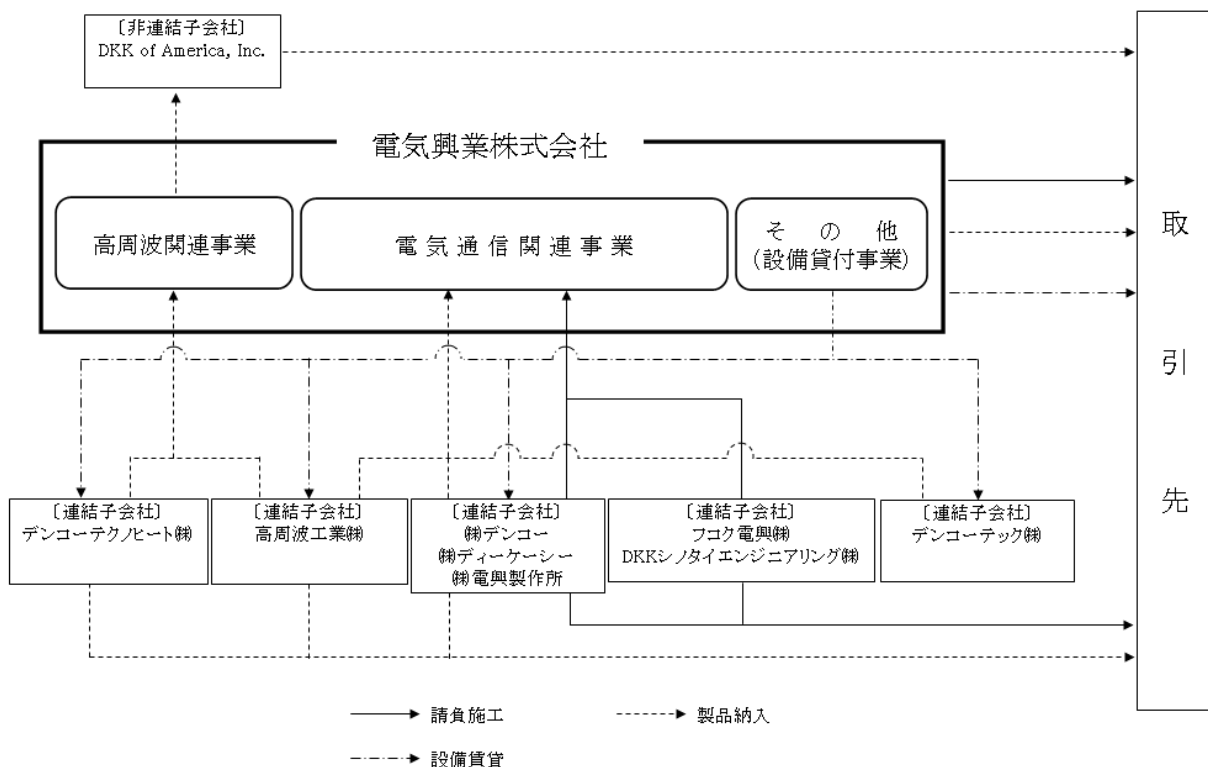 〔非連結子会社〕
DKK of America, Inc.
電気興業株式会社
高周波関連事業
電気通信関連事業
その他
(設備貸付事業)
取引先
〔連結子会社〕
デンコーテクノヒート㈱
〔連結子会社〕
高周波工業㈱
〔連結子会社〕
㈱デンコー
㈱ディーケーシー
㈱電興製作所
〔連結子会社〕
フコク電興㈱
DKKシノタイエンジニアリング㈱
〔連結子会社〕
デンコーテック㈱
請負施工
製品納入
設備賃貸